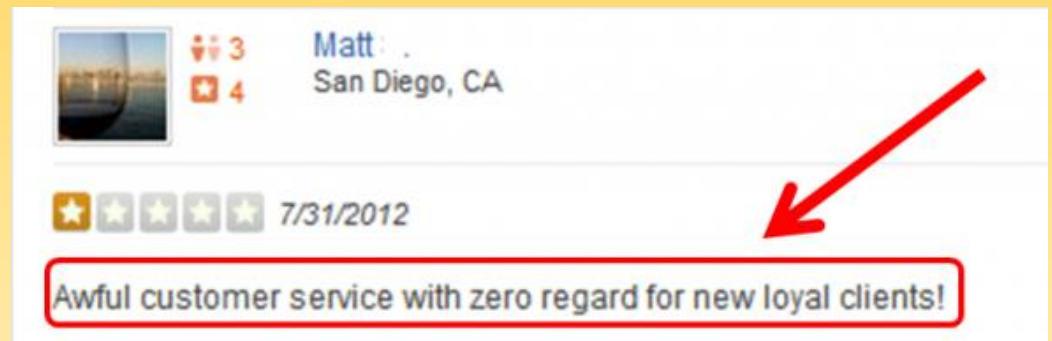 3 Matt .
4 San Diego, CA
7/31/2012
Awful customer service with zero regard for new loyal clients!